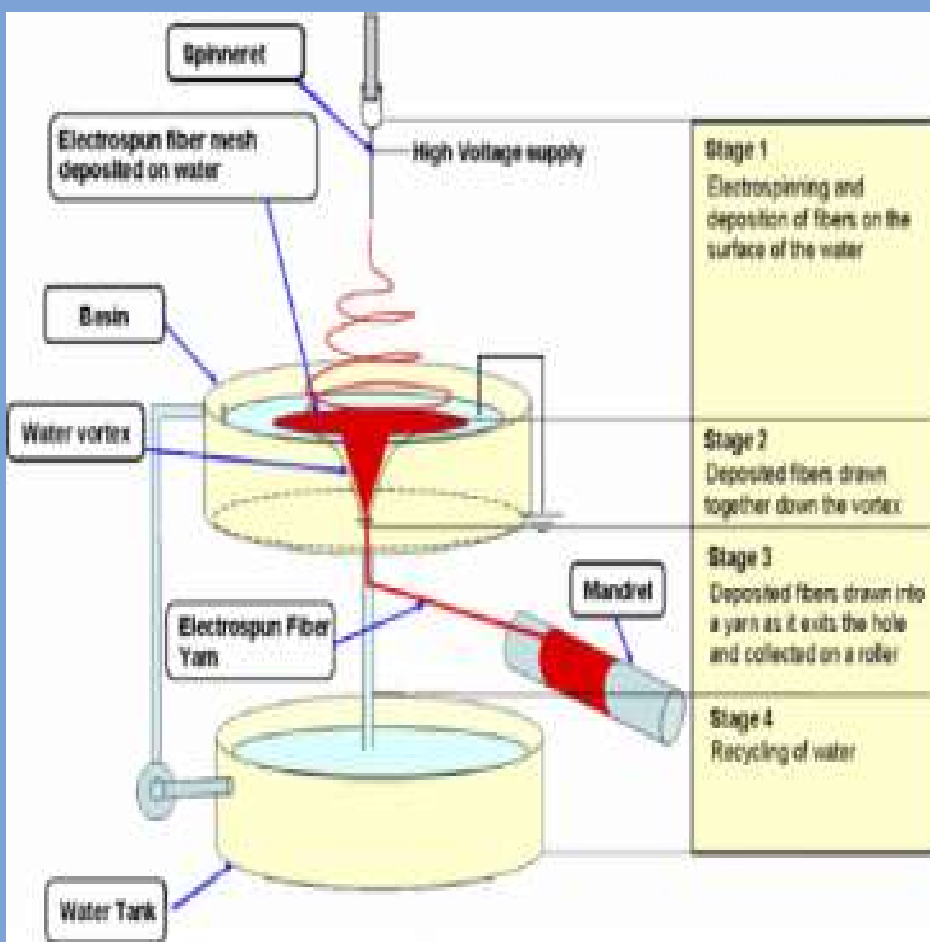 Spinneret
Electrospun fiber mesh
deposited on water
High Voltage supply
Basin
Water vortex
Electrospun Fiber
Yarn
Mandrel
Water Tank
Stage 1
Electrospinning and
deposition of fibers on the
surface of the water
Stage 2
Deposited fibers drawn
together down the vortex
Stage 3
Deposited fibers drawn into
a yarn as it exits the hole
and collected on a roller
Stage 4
Recycling of water